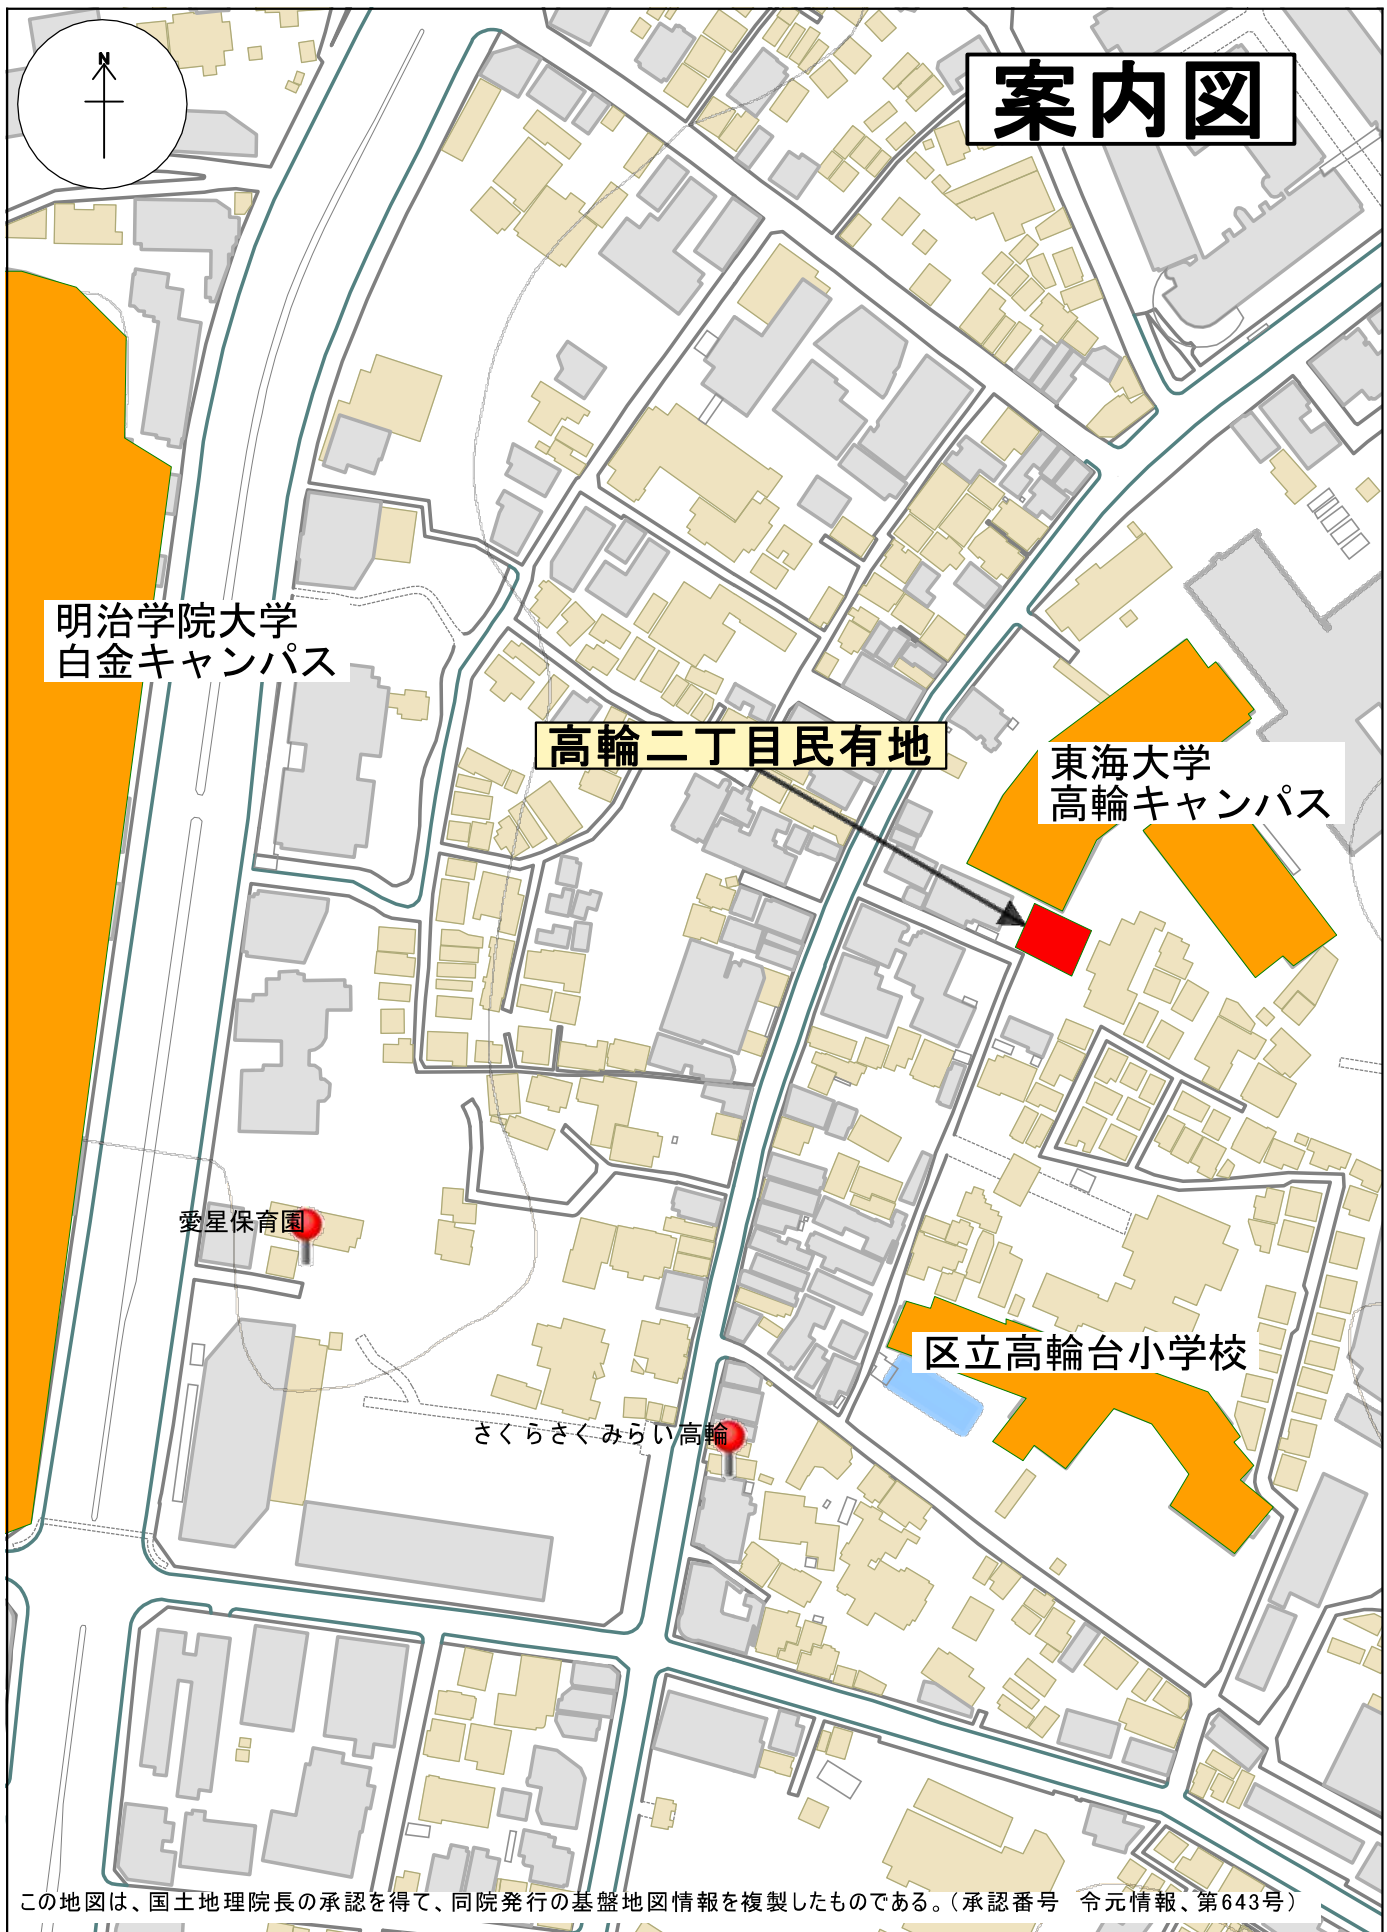 N
案内図
明治学院大学
白金キャンパス
高輪二丁目民有地
東海大学
高輪キャンパス
愛星保育園
区立高輪台小学校
さくらさくみらい高輪
この地図は、国土地理院長の承認を得て、同院発行の基盤地図情報を複製したものである。（承認番号　令元情報、第643号）